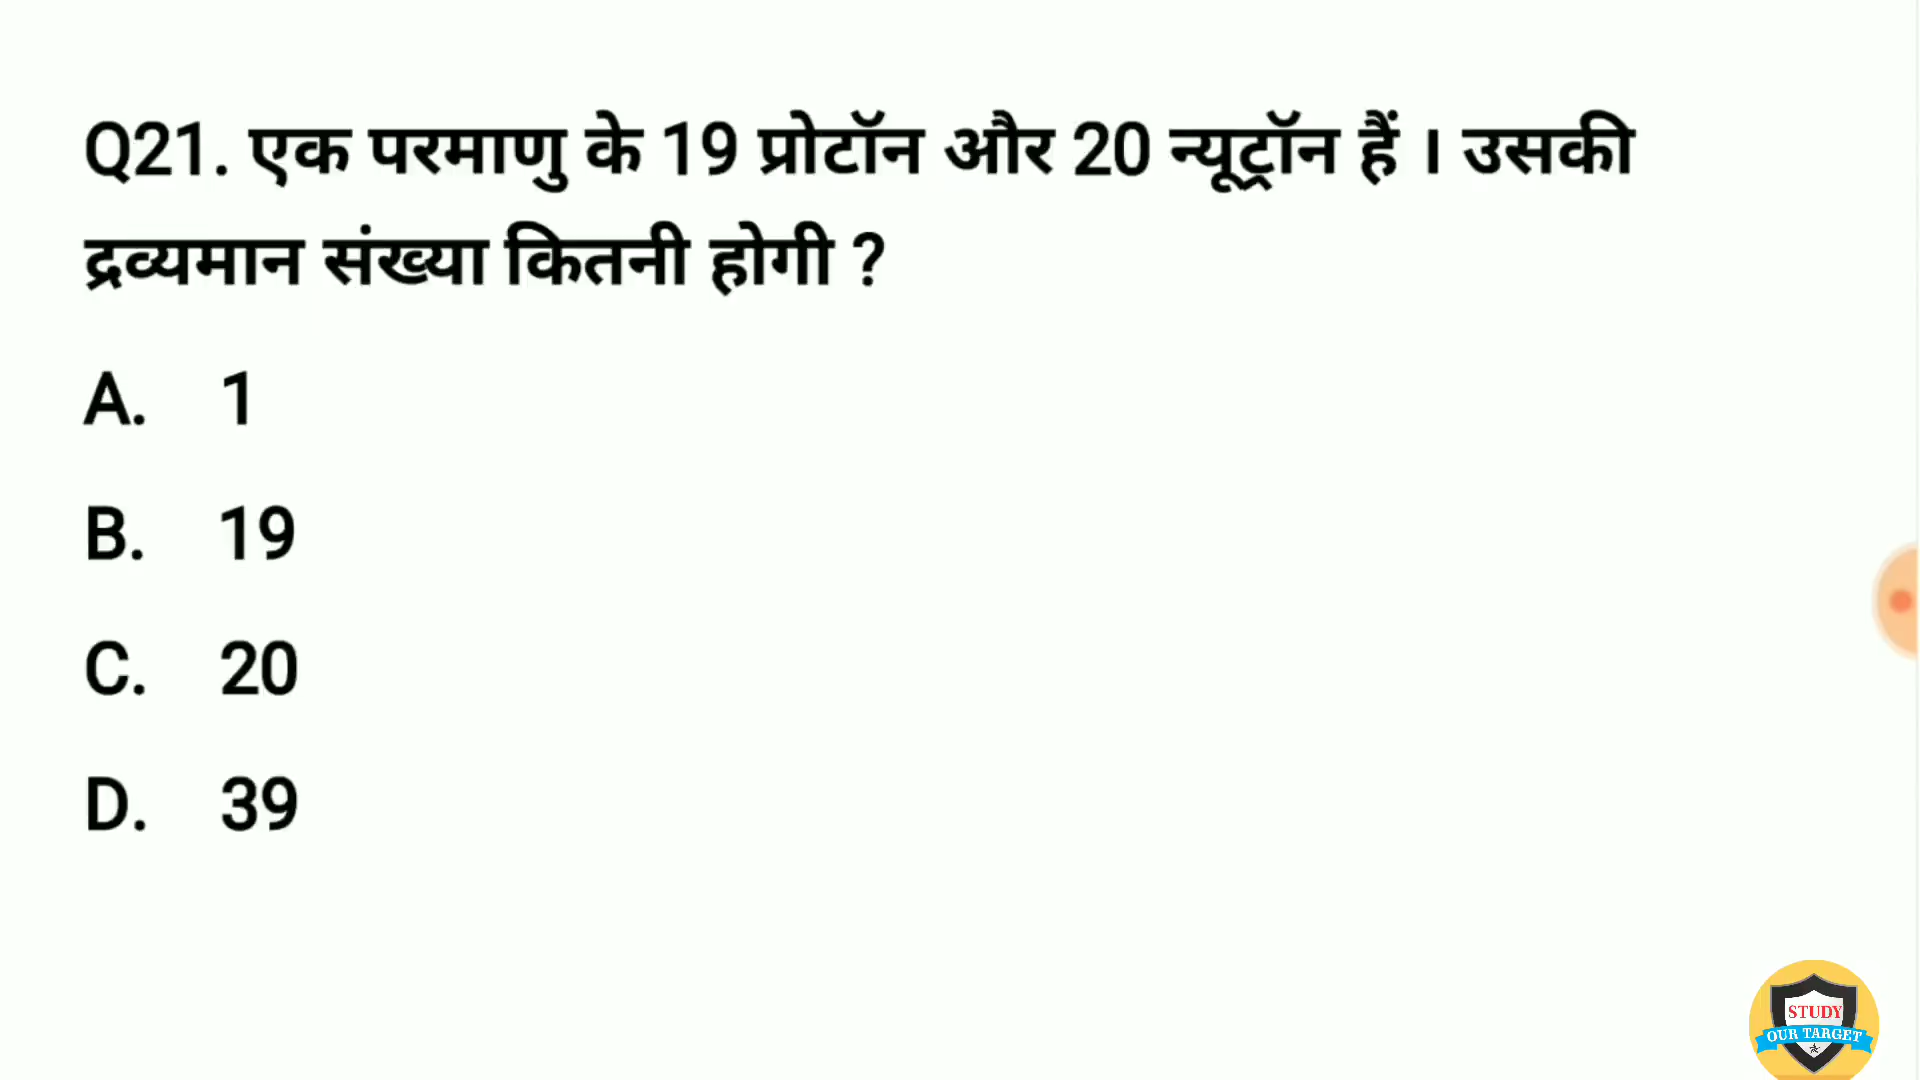 Q21. एक परमाणु के 19 प्रोटॉन और 20 न्यूट्रॉन हैं । उसकी
द्रव्यमान संख्या कितनी होगी ?
A. 1
B. 19
C. 20
D. 39
STUDY
OUR TARGET